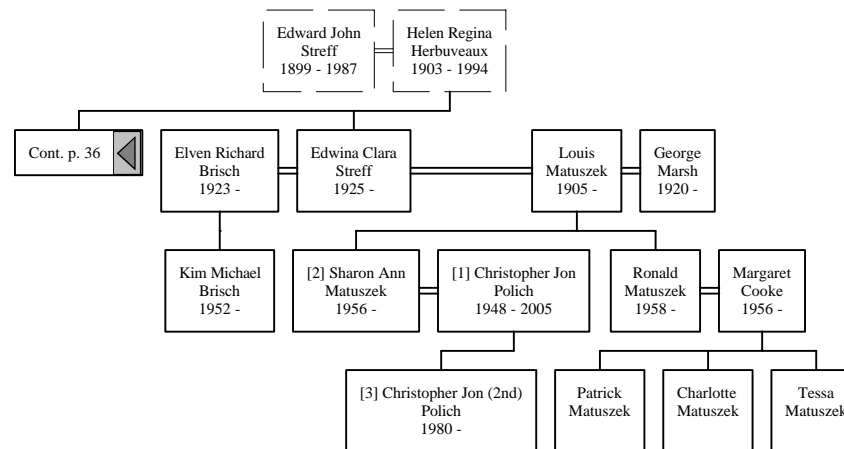 Edward John
Streff
1899 - 1987
Helen Regina
Herbuveaux
1903 - 1994
Cont. p. 36
Elven Richard
Brisch
1923 -
Edwina Clara
Streff
1925 -
Louis
Matuszek
1905 -
George
Marsh
1920 -
Kim Michael
Brisch
1952 -
[2] Sharon Ann
Matuszek
1956 -
[1] Christopher Jon
Polich
1948 - 2005
Ronald
Matuszek
1958 -
Margaret
Cooke
1956 -
[3] Christopher Jon (2nd)
Polich
1980 -
Patrick
Matuszek
Charlotte
Matuszek
Tessa
Matuszek